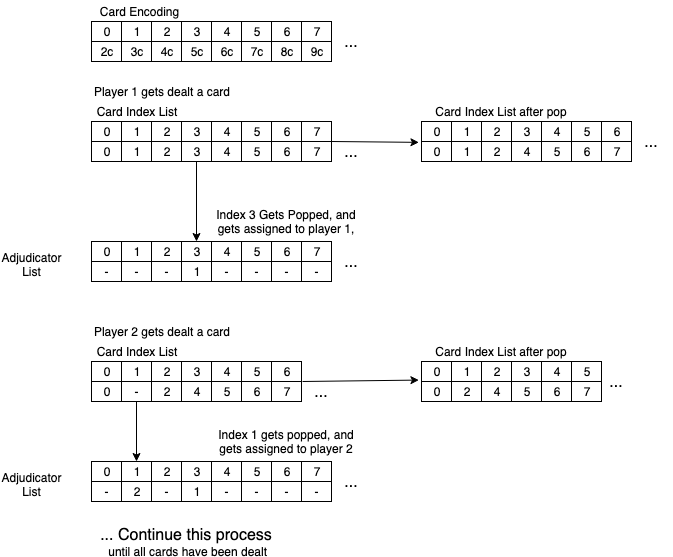 Card Encoding
0 1 2 3 4 5 6 7
2c 3c 4c 5c 6c 7c 8c 9c ...
Player 1 gets dealt a card
Card Index List
0 1 2 3 4 5 6 7
0 1 2 3 4 5 6 7 ...
Card Index List after pop
0 1 2 3 4 5 6
0 1 2 4 5 6 7 ...
Index 3 Gets Popped, and
gets assigned to player 1,
Adjudicator
List
0 1 2 3 4 5 6 7
- - - 1 - - - - ...
Player 2 gets dealt a card
Card Index List
0 1 2 3 4 5 6
0 - 2 4 5 6 7 ...
Card Index List after pop
0 1 2 3 4 5
0 2 4 5 6 7 ...
Index 1 gets popped, and
gets assigned to player 2
Adjudicator
List
0 1 2 3 4 5 6 7
- 2 - 1 - - - - ...
... Continue this process
until all cards have been dealt